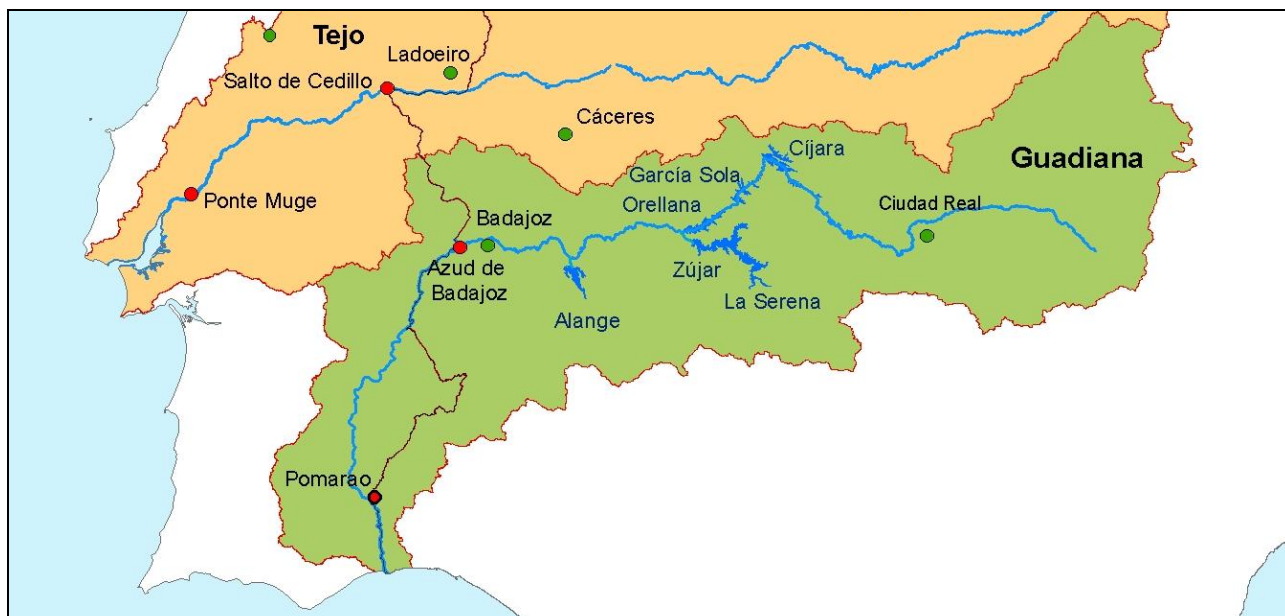 Tejo
Ladoeiro
Salto de Cedillo
Cáceres
Cíjara
Guadiana
García Sola
Ponte Muge
Orellana
Ciudad Real
Badajoz
Azud de
Badajoz
Zújar
La Serena
Alange
Pomarao